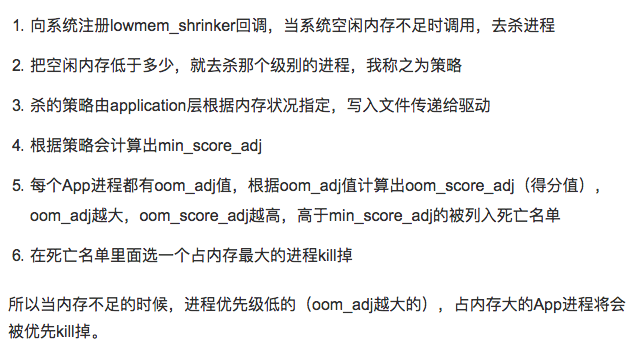 1. 向系统注册lowmem_shrinker回调，当系统空闲内存不足时调用，去杀进程
2. 把空闲内存低于多少，就去杀那个级别的进程，我称之为策略
3. 杀的策略由application层根据内存状况指定，写入文件传递给驱动
4. 根据策略会计算出min_score_adj
5. 每个App进程都有oom_adj值，根据oom_adj值计算出oom_score_adj（得分值），
oom_adj越大，oom_score_adj越高，高于min_score_adj的被列入死亡名单
6. 在死亡名单里面选一个占内存最大的进程kill掉
所以当内存不足的时候，进程优先级低的（oom_adj越大的），占内存大的App进程将会
被优先kill掉。